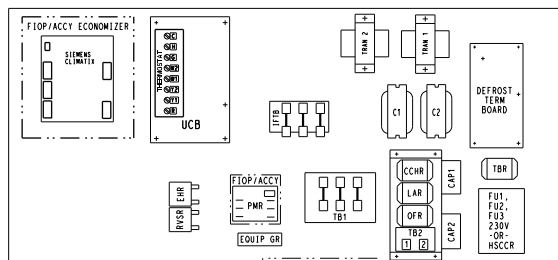 FIOP/ACCY ECONOMIZER
SIEMENS
CLIMATIX
THERMOSTAT
C
H
G
W2
W1
Y2
Y1
R
UCB
IFTB
TRAN 2
TRAN 1
C1
C2
DEFROST
TERM
BOARD
EHR
RVSR
FIOP/ACCY
PMR
EQUIP GR
TB1
CCHR
LAR
OFR
TB2
1
2
CAP1
CAP2
TBR
FU1,
FU2,
FU3
230V
-OR-
HSCCR